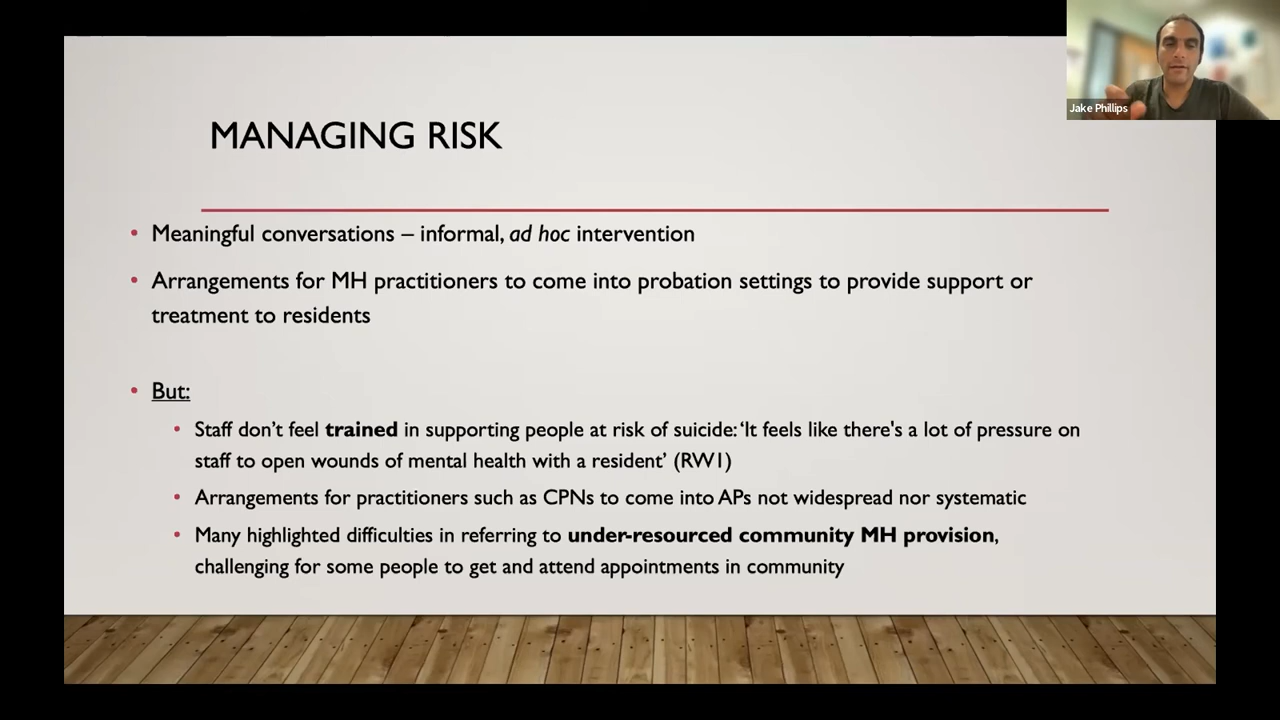 Jake Phillips
MANAGING RISK
• Meaningful conversations – informal, ad hoc intervention
• Arrangements for MH practitioners to come into probation settings to provide support or
treatment to residents
• But:
• Staff don’t feel trained in supporting people at risk of suicide: ‘It feels like there's a lot of pressure on
staff to open wounds of mental health with a resident’ (RW1)
• Arrangements for practitioners such as CPNs to come into APs not widespread nor systematic
• Many highlighted difficulties in referring to under-resourced community MH provision,
challenging for some people to get and attend appointments in community